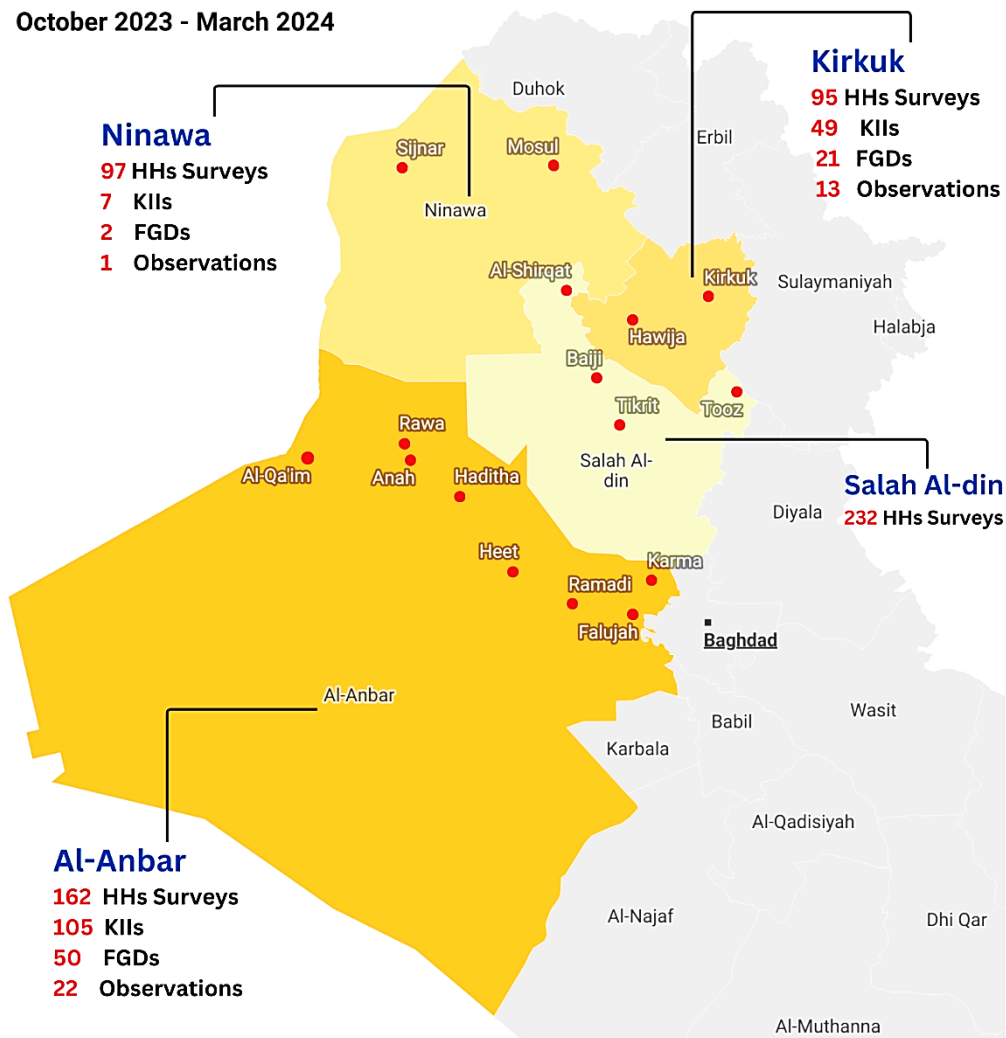 October 2023 - March 2024
Kirkuk
95 HHs Surveys
49 KIIs
21 FGDs
13 Observations
Ninawa
97 HHs Surveys
7 KIIs
2 FGDs
1 Observations
Duhok
Erbil
Sijnar
Mosul
Ninawa
Al-Shirqat
Kirkuk
Sulaymaniyah
Hawija
Halabja
Baiji
Tikrit
Tooz
Rawa
Salah Al-
din
Al-Qa'im
Anah
Haditha
Salah Al-din
232 HHs Surveys
Diyala
Heet
Karma
Ramadi
Falujah
Baghdad
Al-Anbar
Wasit
Babil
Karbala
Al-Qadisiyah
Al-Anbar
162 HHs Surveys
105 KIIs
50 FGDs
22 Observations
Al-Najaf
Dhi Qar
Al-Muthanna